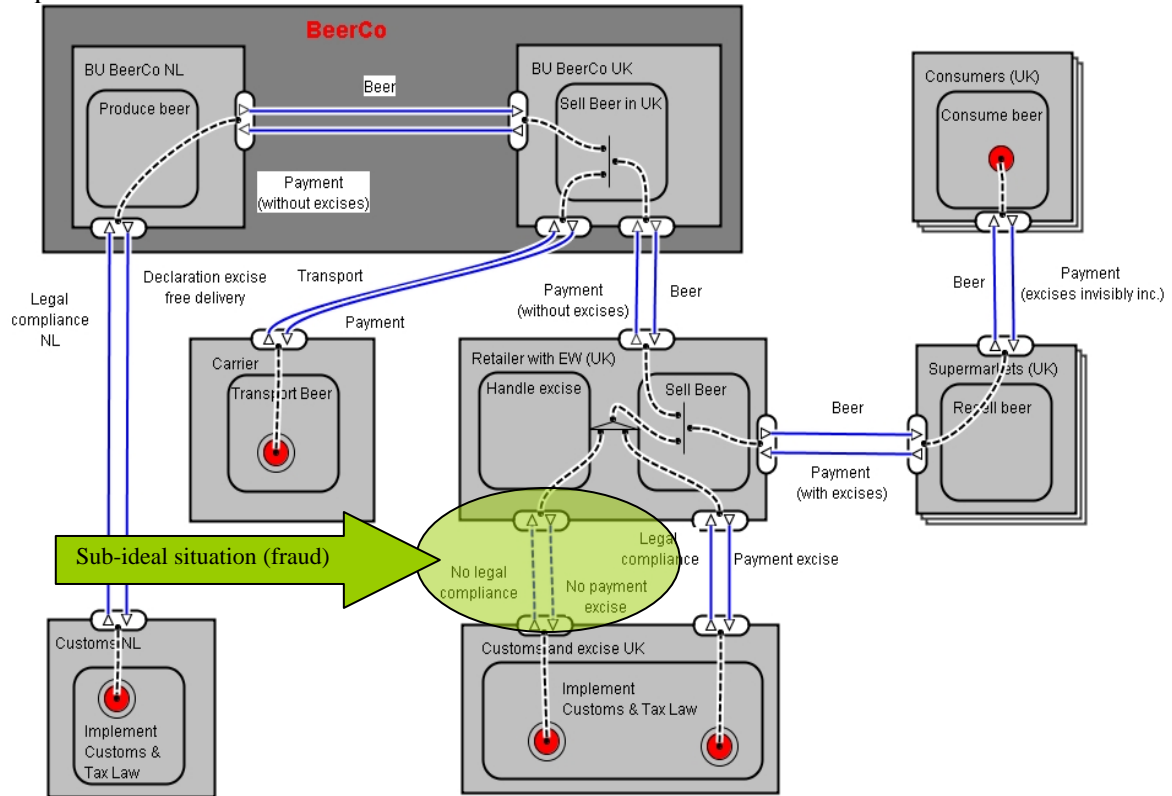 BeerCo
BU BeerCo NL
Produce beer
Beer
Payment
(without excises)
BU BeerCo UK
Sell Beer in UK
Consumers (UK)
Consume beer
Legal
compliance
NL
Declaration excise
free delivery
Transport
Payment
Payment
(without excises)
Beer
Beer
Payment
(excises invisibly inc.)
Carrier
Transport Beer
Retailer with EW (UK)
Handle excise
Sell Beer
Beer
Payment
(with excises)
Supermarkets (UK)
Resell beer
Sub-ideal situation (fraud)
No legal
compliance
No payment
excise
Legal
compliance
Payment excise
Customs NL
Implement
Customs &
Tax Law
Customs and excise UK
Implement
Customs & Tax Law